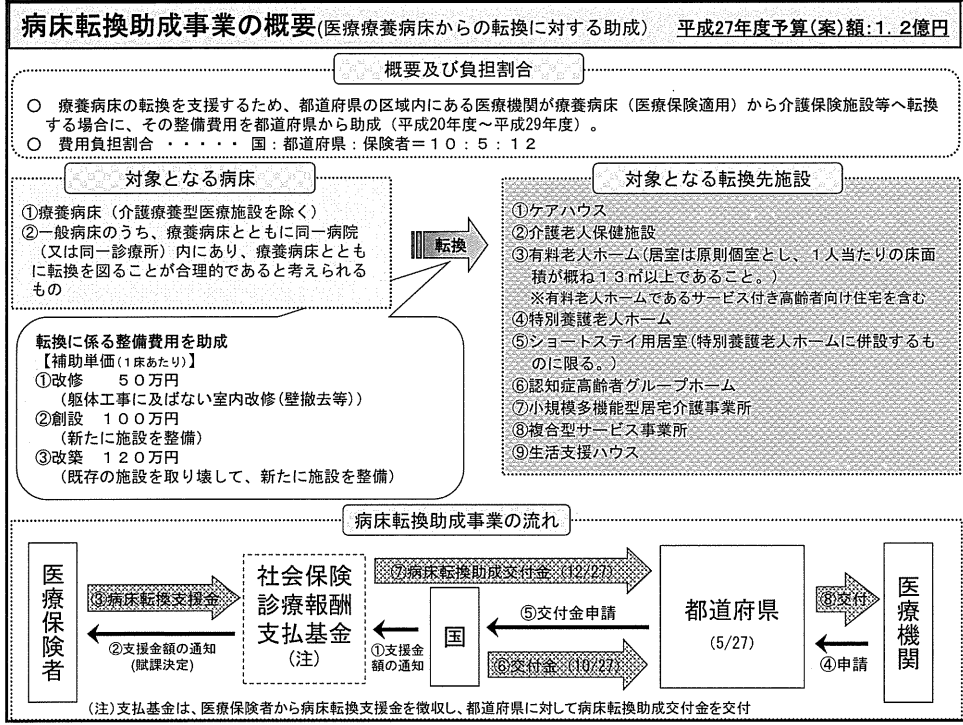 病床転換助成事業の概要(医療療養病床からの転換に対する助成) 平成27年度予算(案)額:1.2億円
概要及び負担割合
○ 療養病床の転換を支援するため、都道府県の区域内にある医療機関が療養病床(医療保険適用)から介護保険施設等へ転換
する場合に、その整備費用を都道府県から助成(平成20年度～平成29年度)。
○ 費用負担割合 ・・・・・ 国:都道府県:保険者=10:5:12
対象となる病床
①療養病床(介護療養型医療施設を除く)
②一般病床のうち、療養病床とともに同一病院
(又は同一診療所)内にあり、療養病床ととも
に転換を図ることが合理的であると考えられる
もの
転換
対象となる転換先施設
①ケアハウス
②介護老人保健施設
③有料老人ホーム(居室は原則個室とし、1人当たりの床面
積が概ね13㎡以上であること。)
※有料老人ホームであるサービス付き高齢者向け住宅を含む
④特別養護老人ホーム
⑤ショートステイ用居室(特別養護老人ホームに併設するも
のに限る。)
⑥認知症高齢者グループホーム
⑦小規模多機能型居宅介護事業所
⑧複合型サービス事業所
⑨生活支援ハウス
転換に係る整備費用を助成
【補助単価(1床あたり)】
①改修 50万円
(躯体工事に及ばない室内改修(壁撤去等))
②創設 100万円
(新たに施設を整備)
③改築 120万円
(既存の施設を取り壊して、新たに施設を整備)
病床転換助成事業の流れ
医療保険者
③病床転換支援金
②支援金額の通知
(賦課決定)
社会保険
診療報酬
支払基金
(注)
⑦病床転換助成交付金 (12/27)
①支援金
額の通知
国
⑤交付金申請
⑥交付金 (10/27)
都道府県
(5/27)
⑧交付
④申請
医療機関
(注)支払基金は、医療保険者から病床転換支援金を徴収し、都道府県に対して病床転換助成交付金を交付